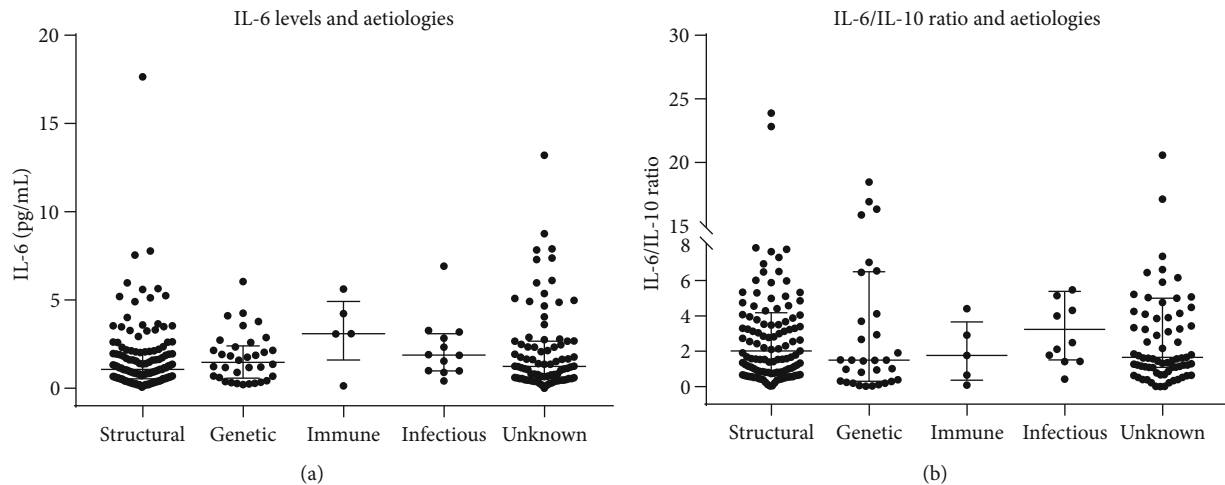 IL-6 levels and aetiologies
IL-6 (pg/mL)
20
15
10
5
0
Structural Genetic Immune Infectious Unknown
(a)
IL-6/IL-10 ratio and aetiologies
IL-6/IL-10 ratio
30
25
20
15
8
6
4
2
0
Structural Genetic Immune Infectious Unknown
(b)